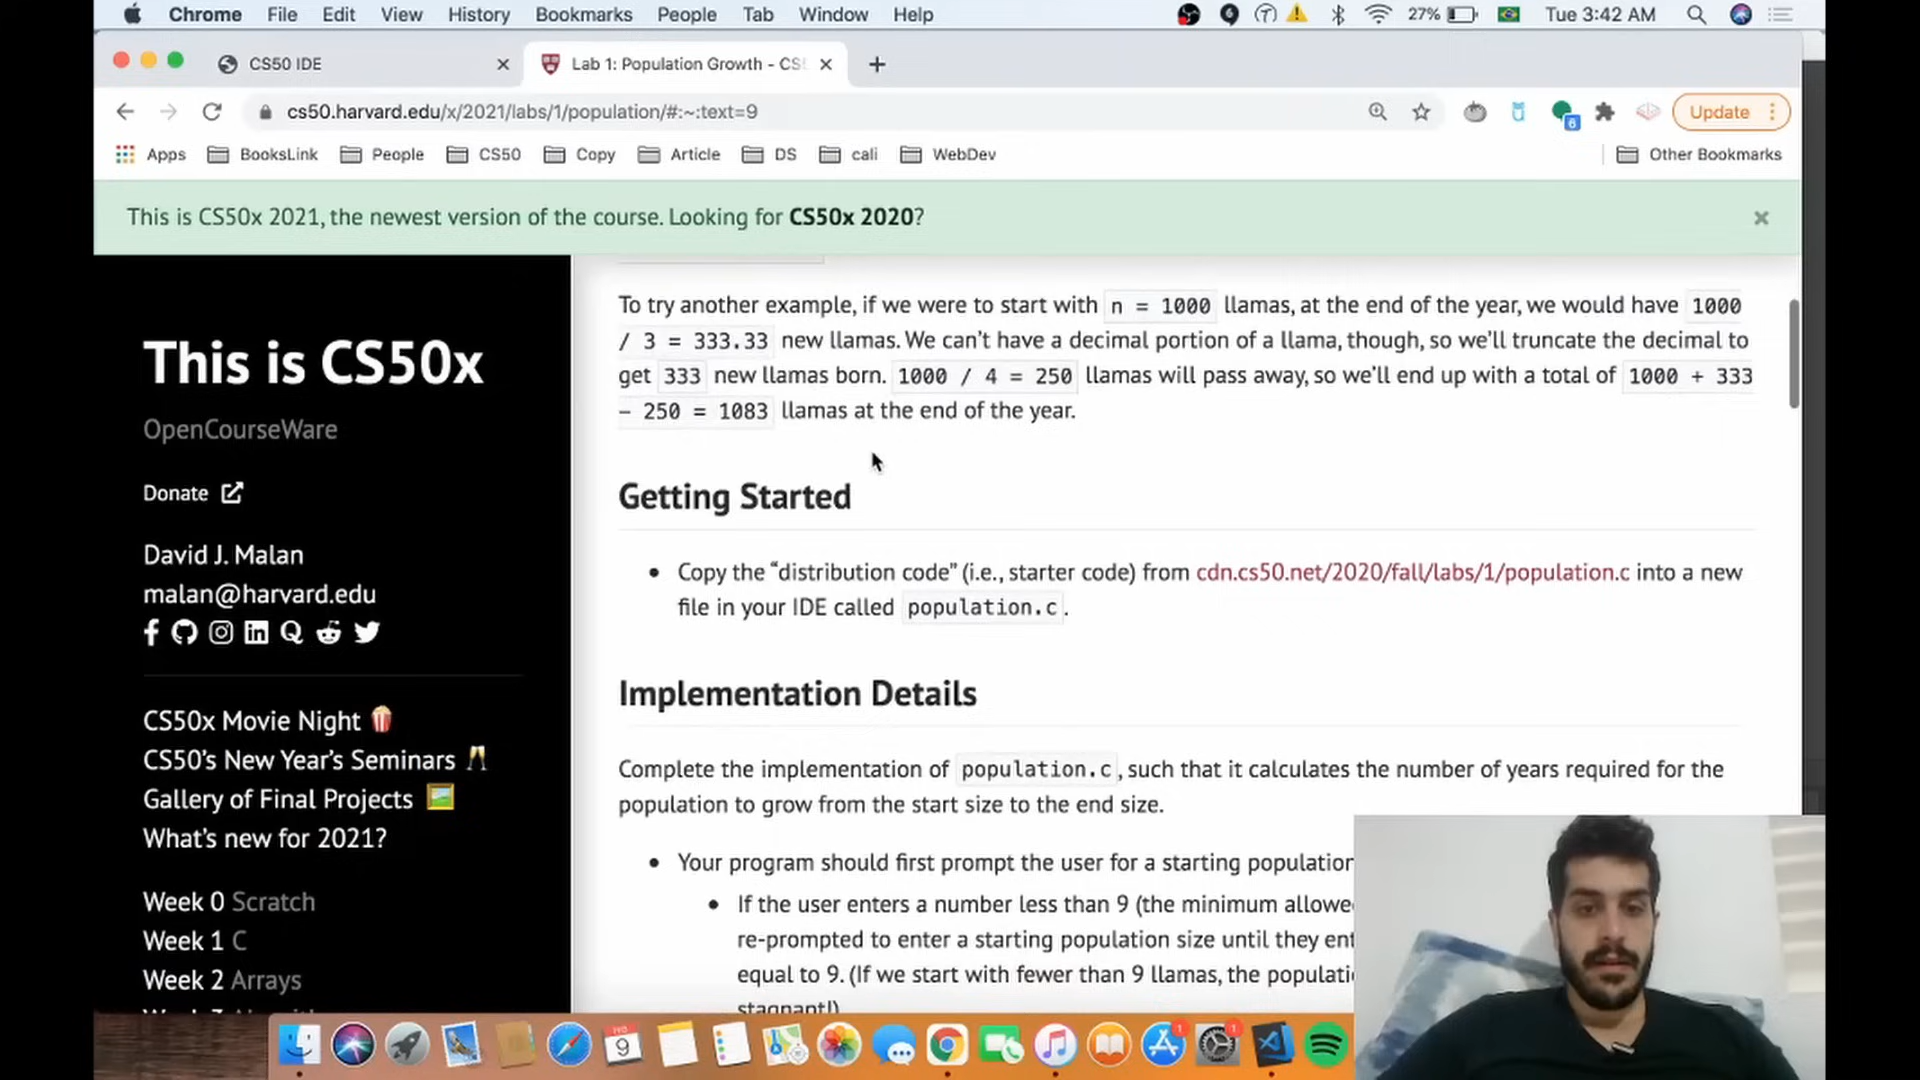 Chrome File Edit View History Bookmarks People Tab Window Help 27% Tue 3:42 AM
CS50 IDE Lab 1: Population Growth - CS5
cs50.harvard.edu/x/2021/labs/1/population/#:~:text=9 6 Update
Apps BooksLink People CS50 Copy Article DS cali WebDev Other Bookmarks
This is CS50x 2021, the newest version of the course. Looking for CS50x 2020?
This is CS50x
OpenCourseWare
Donate
David J. Malan
malan@harvard.edu
CS50x Movie Night 🍿
CS50's New Year's Seminars 🥂
Gallery of Final Projects 🖼️
What's new for 2021?
Week 0 Scratch
Week 1 C
Week 2 Arrays
To try another example, if we were to start with n = 1000 llamas, at the end of the year, we would have 1000
/ 3 = 333.33 new llamas. We can't have a decimal portion of a llama, though, so we'll truncate the decimal to
get 333 new llamas born. 1000 / 4 = 250 llamas will pass away, so we'll end up with a total of 1000 + 333
- 250 = 1083 llamas at the end of the year.
Getting Started
• Copy the “distribution code” (i.e., starter code) from cdn.cs50.net/2020/fall/labs/1/population.c into a new
file in your IDE called population.c.
Implementation Details
Complete the implementation of population.c, such that it calculates the number of years required for the
population to grow from the start size to the end size.
• Your program should first prompt the user for a starting population
• If the user enters a number less than 9 (the minimum allowe
re-prompted to enter a starting population size until they ent
equal to 9. (If we start with fewer than 9 llamas, the populati
stagnant!)
9 1 1